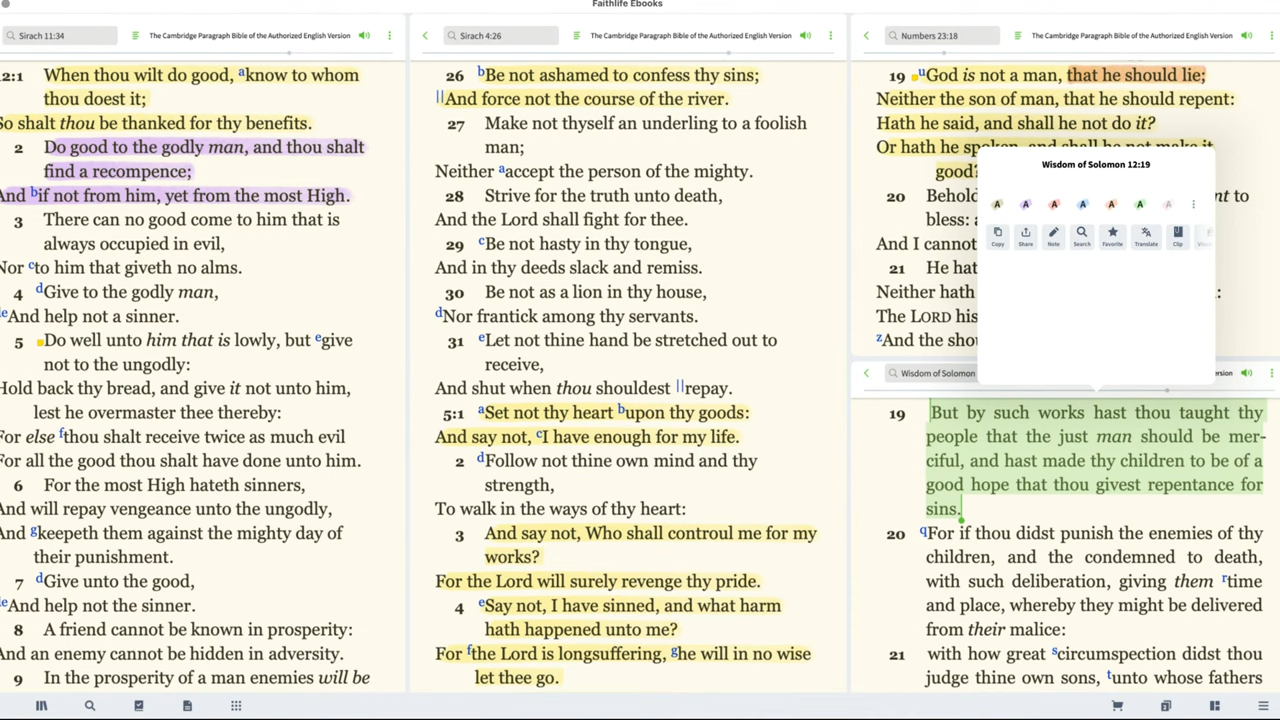 Faithlife Ebooks
Sirach 11:34
The Cambridge Paragraph Bible of the Authorized English Version
2:1 When thou wilt do good, ᵃknow to whom
thou doest it;
So shalt thou be thanked for thy benefits.
2 Do good to the godly man, and thou shalt
find a recompence;
And ᵇif not from him, yet from the most High.
3 There can no good come to him that is
always occupied in evil,
Nor ᶜto him that giveth no alms.
4 ᵈGive to the godly man,
ᵈᵉAnd help not a sinner.
5 Do well unto him that is lowly, but ᵉgive
not to the ungodly:
Hold back thy bread, and give it not unto him,
lest he overmaster thee thereby:
For else ᶠthou shalt receive twice as much evil
For all the good thou shalt have done unto him.
6 For the most High hateth sinners,
And will repay vengeance unto the ungodly,
And ᵍkeepeth them against the mighty day of
their punishment.
7 ᵈGive unto the good,
ᵈᵉAnd help not the sinner.
8 A friend cannot be known in prosperity:
And an enemy cannot be hidden in adversity.
9 In the prosperity of a man enemies will be
Sirach 4:26
The Cambridge Paragraph Bible of the Authorized English Version
26 ᵇBe not ashamed to confess thy sins;
||And force not the course of the river.
27 Make not thyself an underling to a foolish
man;
Neither ᵃaccept the person of the mighty.
28 Strive for the truth unto death,
And the Lord shall fight for thee.
29 ᶜBe not hasty in thy tongue,
And in thy deeds slack and remiss.
30 Be not as a lion in thy house,
ᵈNor frantick among thy servants.
31 ᵉLet not thine hand be stretched out to
receive,
And shut when thou shouldest ||repay.
5:1 ᵃSet not thy heart ᵇupon thy goods:
And say not, ᶜI have enough for my life.
2 ᵈFollow not thine own mind and thy
strength,
To walk in the ways of thy heart:
3 And say not, Who shall controul me for my
works?
For the Lord will surely revenge thy pride.
4 ᵉSay not, I have sinned, and what harm
hath happened unto me?
For ᶠthe Lord is longsuffering, ᵍhe will in no wise
let thee go.
Numbers 23:18
The Cambridge Paragraph Bible of the Authorized English Version
19 ᵘGod is not a man, that he should lie;
Neither the son of man, that he should repent:
Hath he said, and shall he not do it?
Or hath he spoken, and shall he not make it
good?
20 Behold
bless:
And I cannot
21 He hat
Neither hath
The LORD his
ᶻAnd the shou
Wisdom of Solomon 12:19
A A A A A A A
Copy Share Note Search Favorite Translate Clip
Wisdom of Solomon
19 But by such works hast thou taught thy
people that the just man should be mer-
ciful, and hast made thy children to be of a
good hope that thou givest repentance for
sins.
20 ᑫFor if thou didst punish the enemies of thy
children, and the condemned to death,
with such deliberation, giving them ʳtime
and place, whereby they might be delivered
from their malice:
21 with how great ˢcircumspection didst thou
judge thine own sons, ᵗunto whose fathers